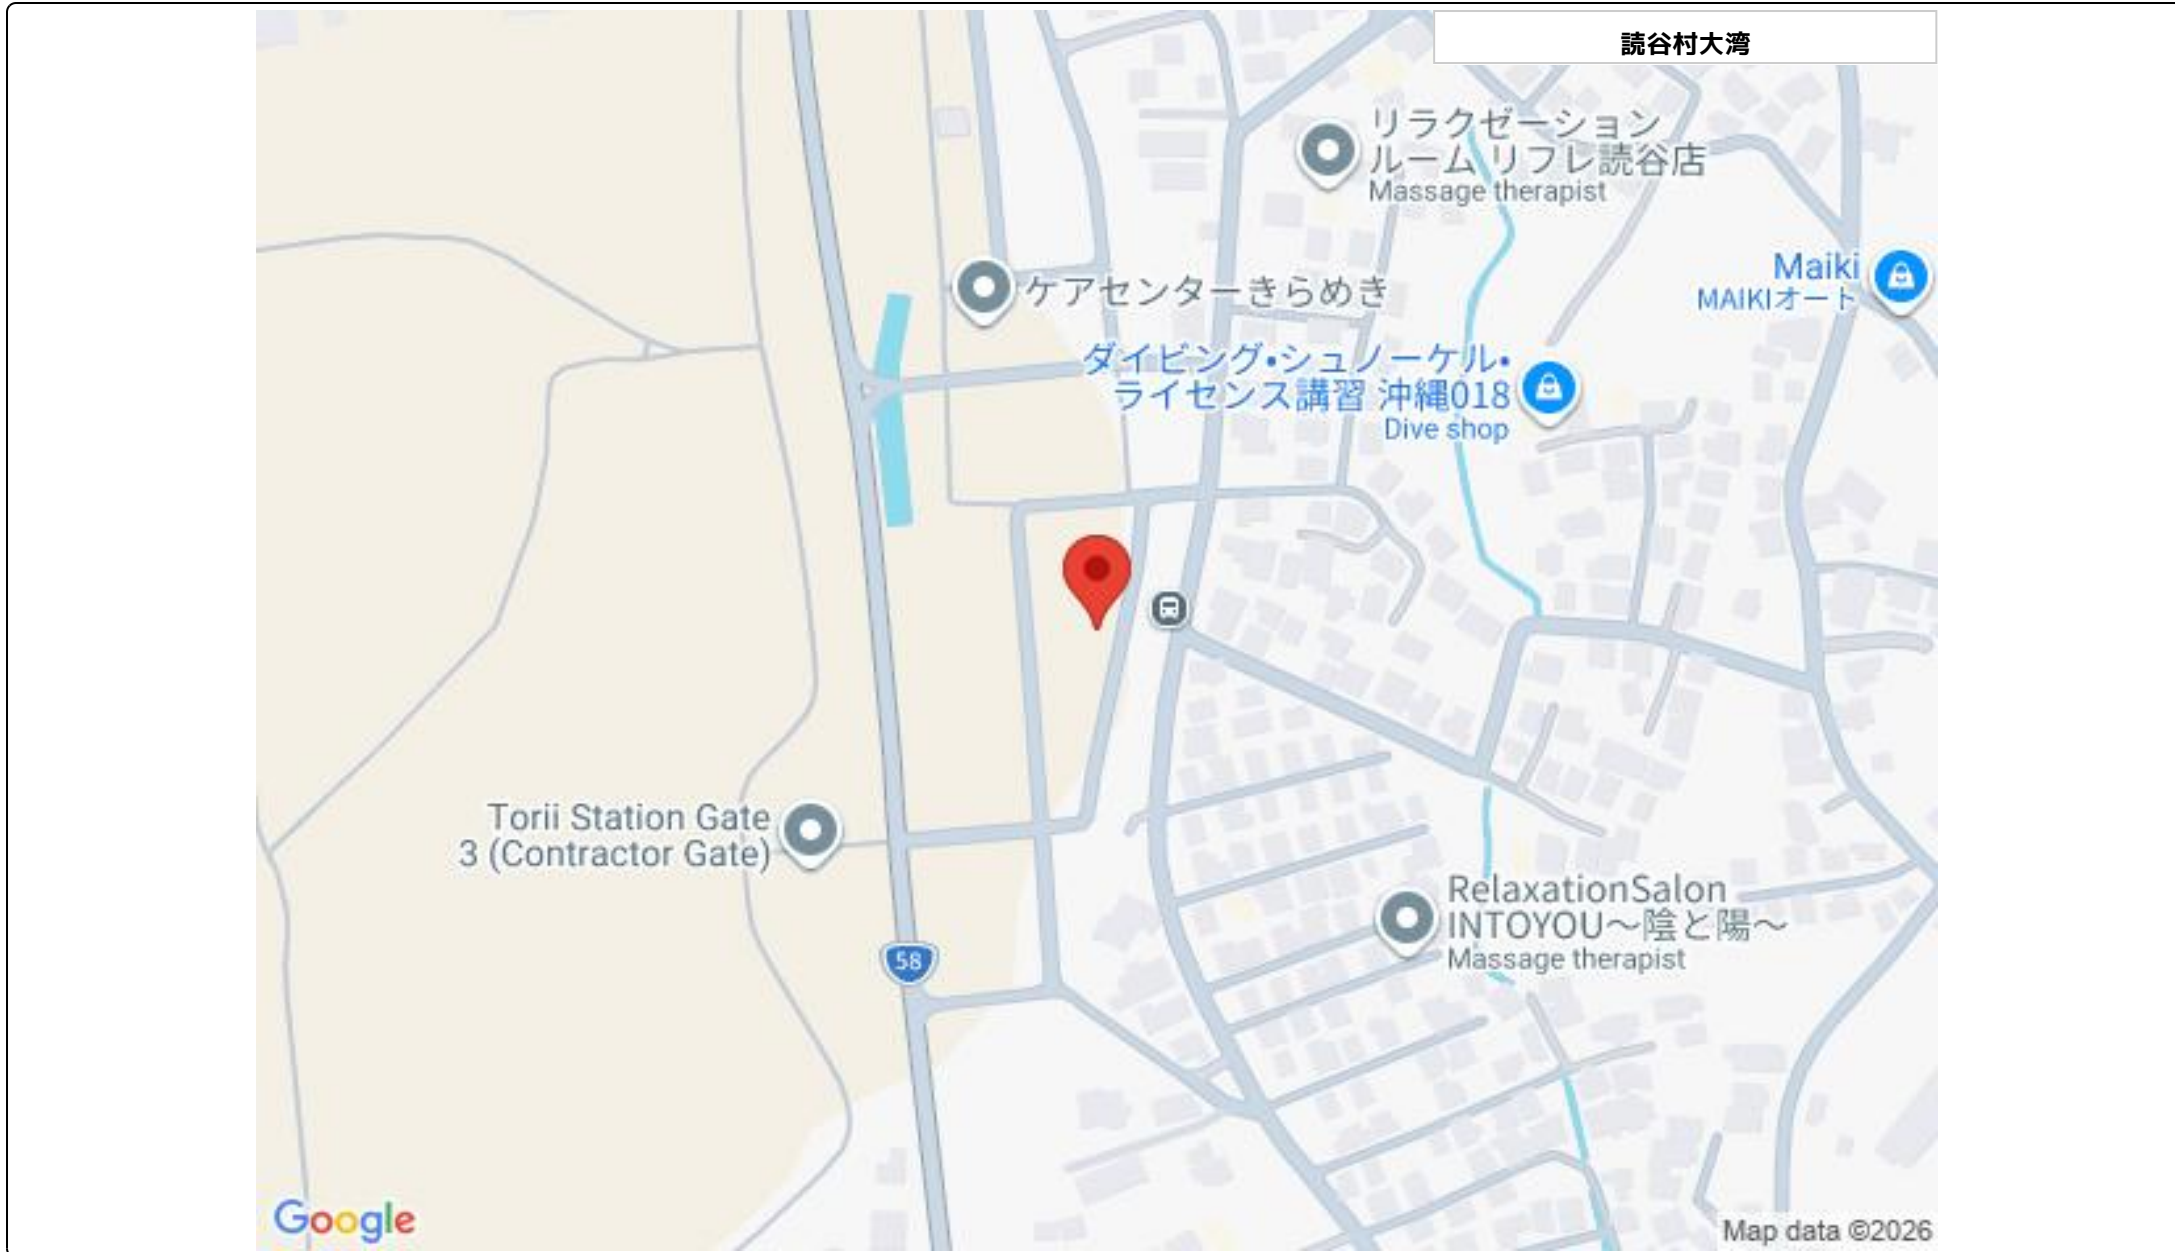 読谷村大湾
リラクゼーション
ルーム リフレ読谷店
Massage therapist
Maiki
MAIKIオート
ケアセンターきらめき
ダイビング•シュノーケル•
ライセンス講習 沖縄018
Dive shop
Torii Station Gate
3 (Contractor Gate)
RelaxationSalon
INTOYOU～陰と陽～
Massage therapist
58
Google
Map data ©2026